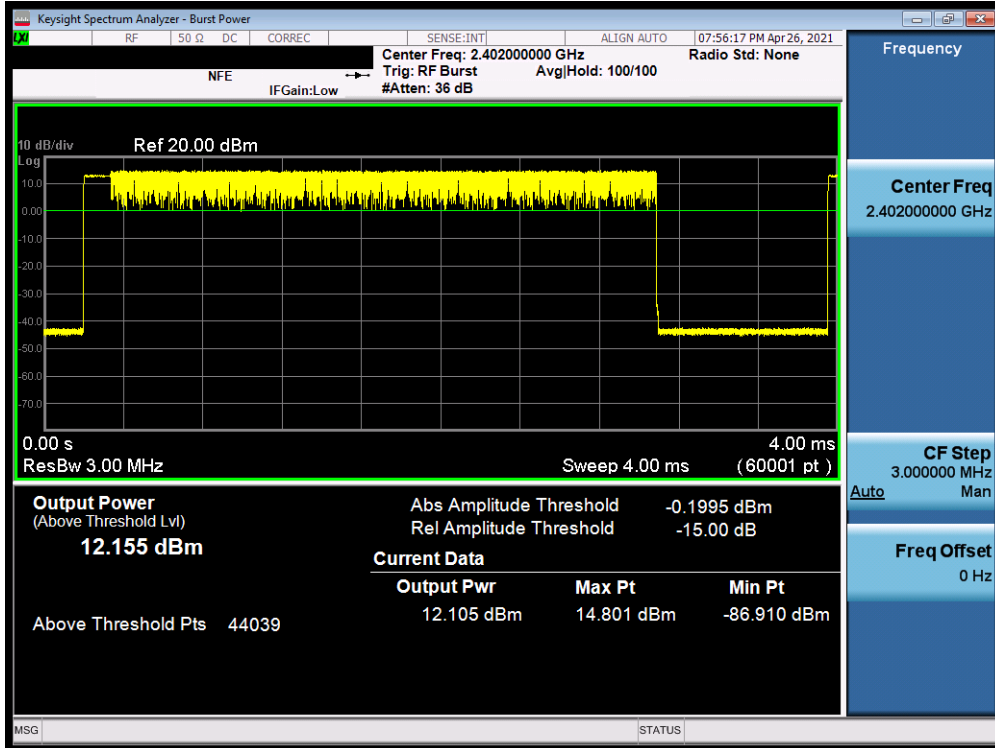 Keysight Spectrum Analyzer - Burst Power
LXI RF 50 Ω DC CORREC SENSE:INT ALIGN AUTO 07:56:17 PM Apr 26, 2021
Center Freq: 2.402000000 GHz Radio Std: None
NFE Trig: RF Burst Avg|Hold: 100/100
IFGain:Low #Atten: 36 dB
10 dB/div Ref 20.00 dBm
Log
10.0
0.00
-10.0
-20.0
-30.0
-40.0
-50.0
-60.0
-70.0
0.00 s 4.00 ms
ResBw 3.00 MHz Sweep 4.00 ms (60001 pt)
Output Power
(Above Threshold Lvl)
12.155 dBm
Above Threshold Pts 44039
Abs Amplitude Threshold -0.1995 dBm
Rel Amplitude Threshold -15.00 dB
Current Data
Output Pwr Max Pt Min Pt
12.105 dBm 14.801 dBm -86.910 dBm
Frequency
Center Freq
2.402000000 GHz
CF Step
3.000000 MHz
Auto Man
Freq Offset
0 Hz
MSG STATUS